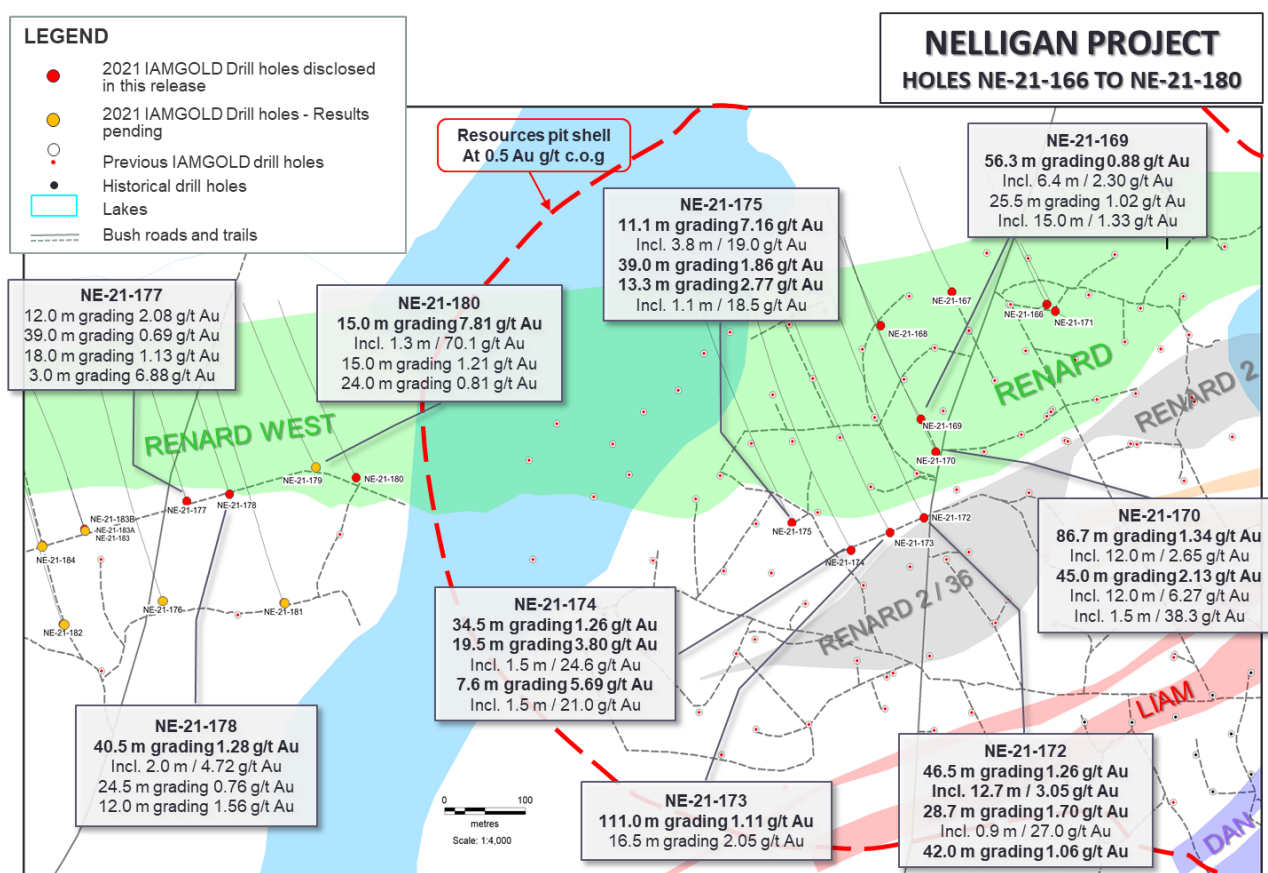 LEGEND
2021 IAMGOLD Drill holes disclosed
in this release
2021 IAMGOLD Drill holes - Results
pending
Previous IAMGOLD drill holes
Historical drill holes
Lakes
Bush roads and trails
NELLIGAN PROJECT
HOLES NE-21-166 TO NE-21-180
Resources pit shell
At 0.5 Au g/t c.o.g
NE-21-169
56.3 m grading 0.88 g/t Au
Incl. 6.4 m / 2.30 g/t Au
25.5 m grading 1.02 g/t Au
Incl. 15.0 m / 1.33 g/t Au
NE-21-175
11.1 m grading 7.16 g/t Au
Incl. 3.8 m / 19.0 g/t Au
39.0 m grading 1.86 g/t Au
13.3 m grading 2.77 g/t Au
Incl. 1.1 m / 18.5 g/t Au
NE-21-177
12.0 m grading 2.08 g/t Au
39.0 m grading 0.69 g/t Au
18.0 m grading 1.13 g/t Au
3.0 m grading 6.88 g/t Au
NE-21-180
15.0 m grading 7.81 g/t Au
Incl. 1.3 m / 70.1 g/t Au
15.0 m grading 1.21 g/t Au
24.0 m grading 0.81 g/t Au
NE-21-167
NE-21-166
NE-21-171
NE-21-168
RENARD
RENARD 2
RENARD WEST
NE-21-169
NE-21-170
NE-21-179
NE-21-180
NE-21-177
NE-21-178
NE-21-183B
NE-21-183A
NE-21-183
NE-21-184
NE-21-175
NE-21-172
NE-21-173
NE-21-174
NE-21-176
NE-21-181
NE-21-182
RENARD 2 / 36
NE-21-170
86.7 m grading 1.34 g/t Au
Incl. 12.0 m / 2.65 g/t Au
45.0 m grading 2.13 g/t Au
Incl. 12.0 m / 6.27 g/t Au
Incl. 1.5 m / 38.3 g/t Au
NE-21-174
34.5 m grading 1.26 g/t Au
19.5 m grading 3.80 g/t Au
Incl. 1.5 m / 24.6 g/t Au
7.6 m grading 5.69 g/t Au
Incl. 1.5 m / 21.0 g/t Au
LIAM
NE-21-178
40.5 m grading 1.28 g/t Au
Incl. 2.0 m / 4.72 g/t Au
24.5 m grading 0.76 g/t Au
12.0 m grading 1.56 g/t Au
NE-21-172
46.5 m grading 1.26 g/t Au
Incl. 12.7 m / 3.05 g/t Au
28.7 m grading 1.70 g/t Au
Incl. 0.9 m / 27.0 g/t Au
42.0 m grading 1.06 g/t Au
NE-21-173
111.0 m grading 1.11 g/t Au
16.5 m grading 2.05 g/t Au
0 100
metres
Scale: 1:4,000
DAN